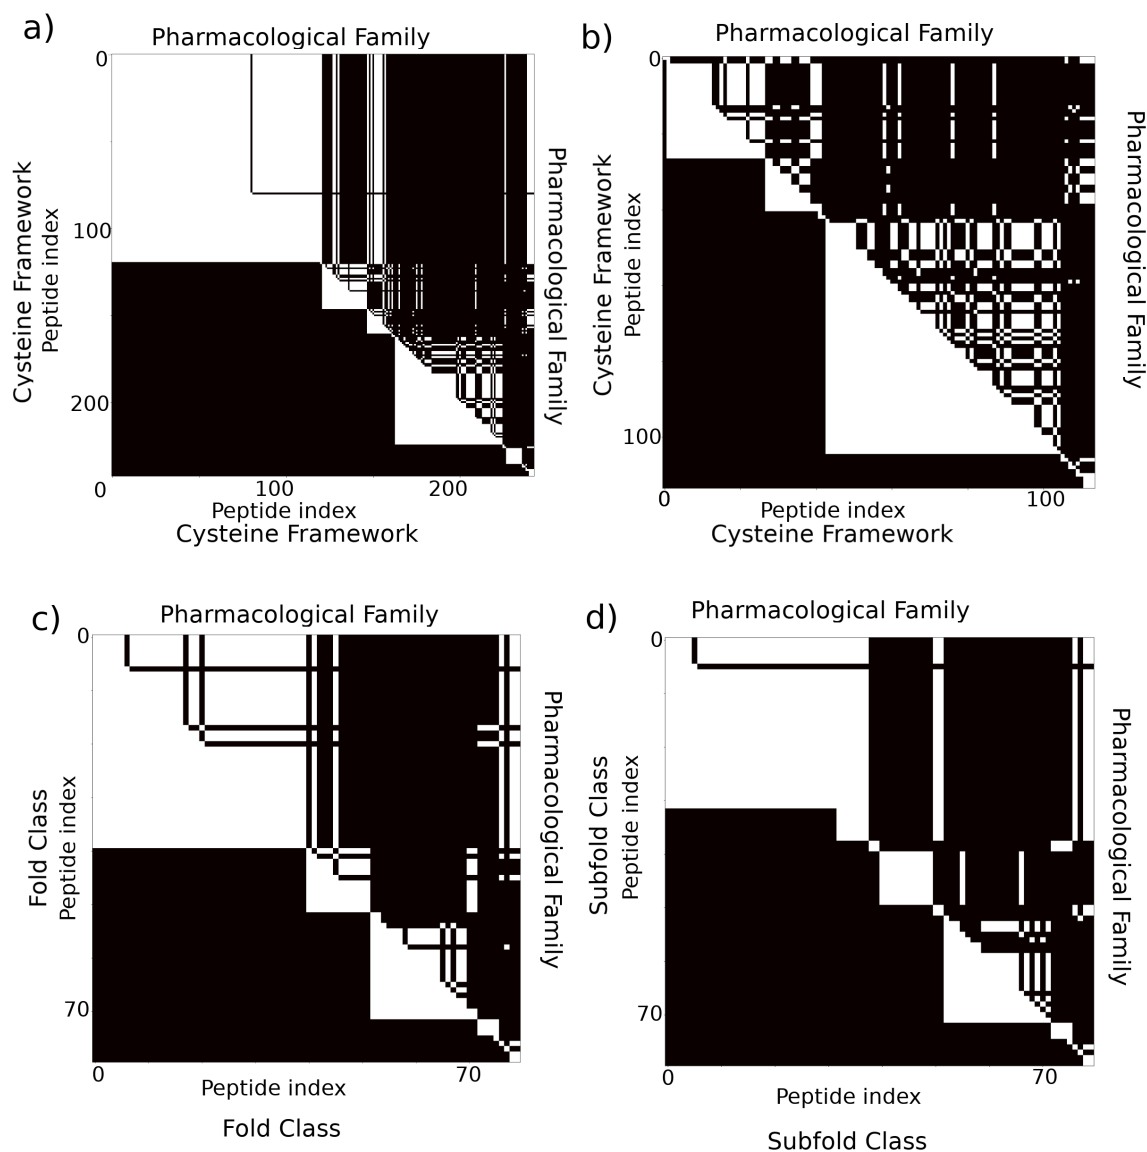 a)
Pharmacological Family
0
100
200
Cysteine Framework
Peptide index
Pharmacological Family
0
100
200
Peptide index
Cysteine Framework
b)
Pharmacological Family
0
100
Cysteine Framework
Peptide index
Pharmacological Family
0
100
Peptide index
Cysteine Framework
c)
Pharmacological Family
0
70
Fold Class
Peptide index
Pharmacological Family
0
70
Peptide index
Fold Class
d)
Pharmacological Family
0
70
Subfold Class
Peptide index
Pharmacological Family
0
70
Peptide index
Subfold Class